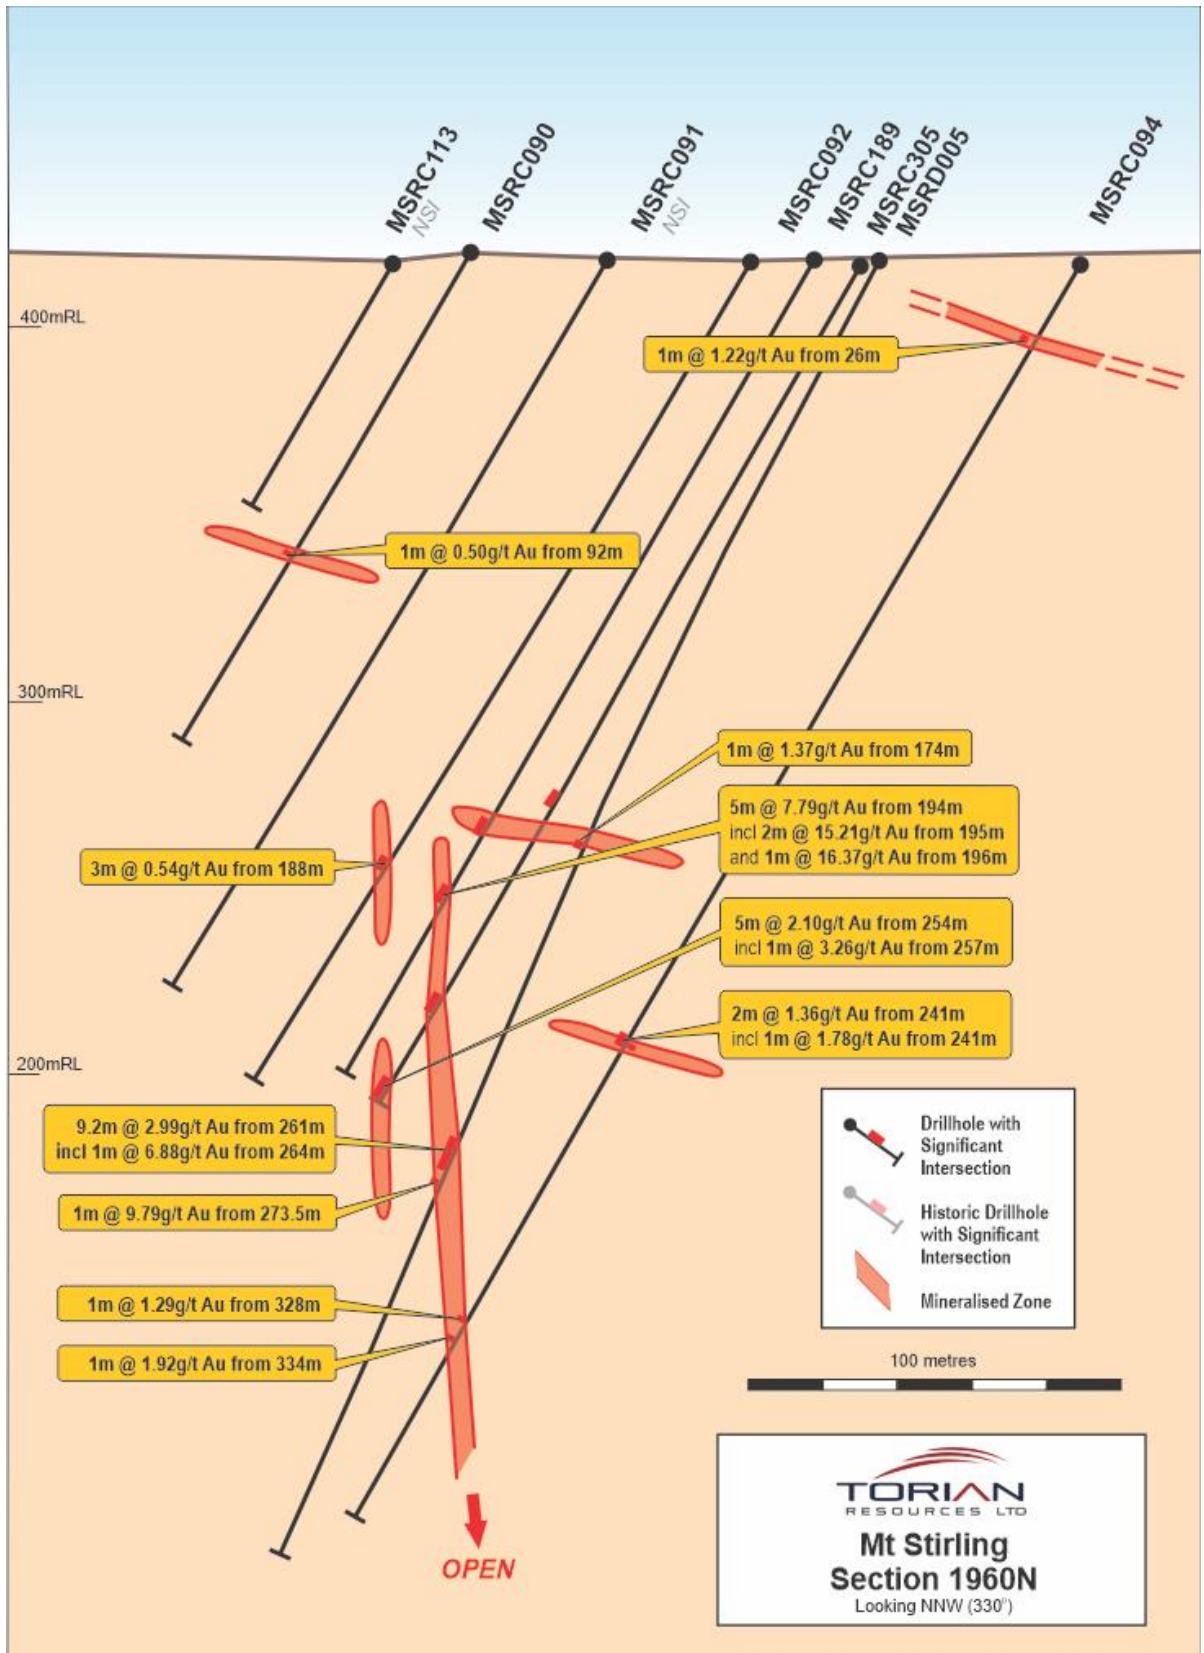 MSRC113
NSI
MSRC090
MSRC091
NSI
MSRC092
MSRC189
MSRC305
MSRD005
MSRC094
400mRL
1m @ 1.22g/t Au from 26m
1m @ 0.50g/t Au from 92m
300mRL
1m @ 1.37g/t Au from 174m
5m @ 7.79g/t Au from 194m
incl 2m @ 15.21g/t Au from 195m
and 1m @ 16.37g/t Au from 196m
3m @ 0.54g/t Au from 188m
5m @ 2.10g/t Au from 254m
incl 1m @ 3.26g/t Au from 257m
2m @ 1.36g/t Au from 241m
incl 1m @ 1.78g/t Au from 241m
200mRL
9.2m @ 2.99g/t Au from 261m
incl 1m @ 6.88g/t Au from 264m
1m @ 9.79g/t Au from 273.5m
1m @ 1.29g/t Au from 328m
1m @ 1.92g/t Au from 334m
Drillhole with
Significant
Intersection
Historic Drillhole
with Significant
Intersection
Mineralised Zone
100 metres
OPEN
TORIAN
RESOURCES LTD
Mt Stirling
Section 1960N
Looking NNW (330°)